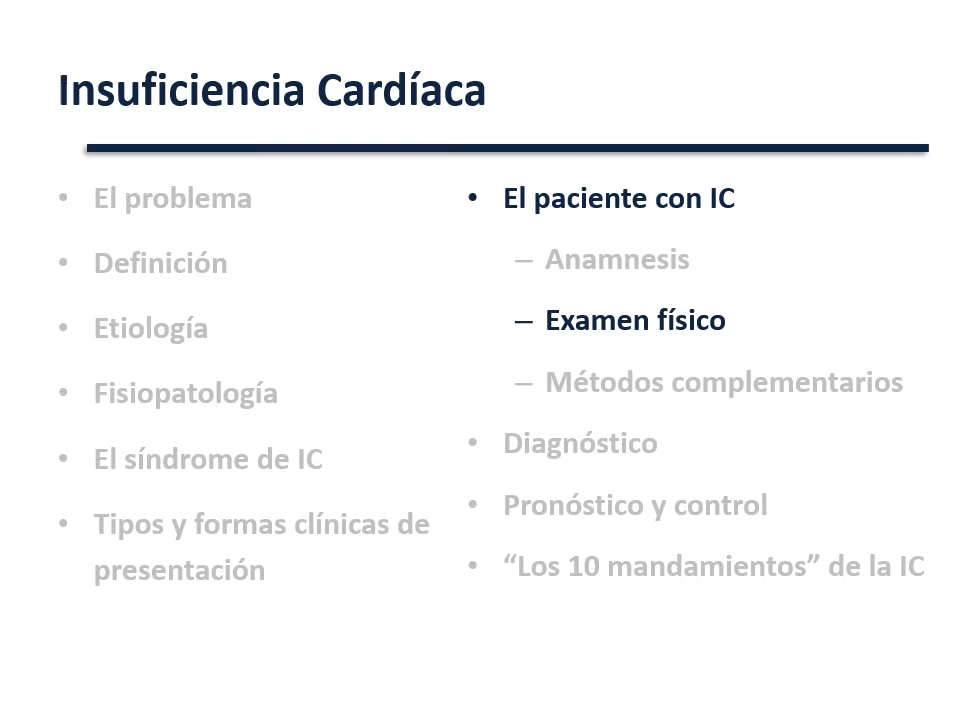 Insuficiencia Cardíaca
• El problema
• Definición
• Etiología
• Fisiopatología
• El síndrome de IC
• Tipos y formas clínicas de
presentación
• El paciente con IC
– Anamnesis
– Examen físico
– Métodos complementarios
• Diagnóstico
• Pronóstico y control
• “Los 10 mandamientos” de la IC